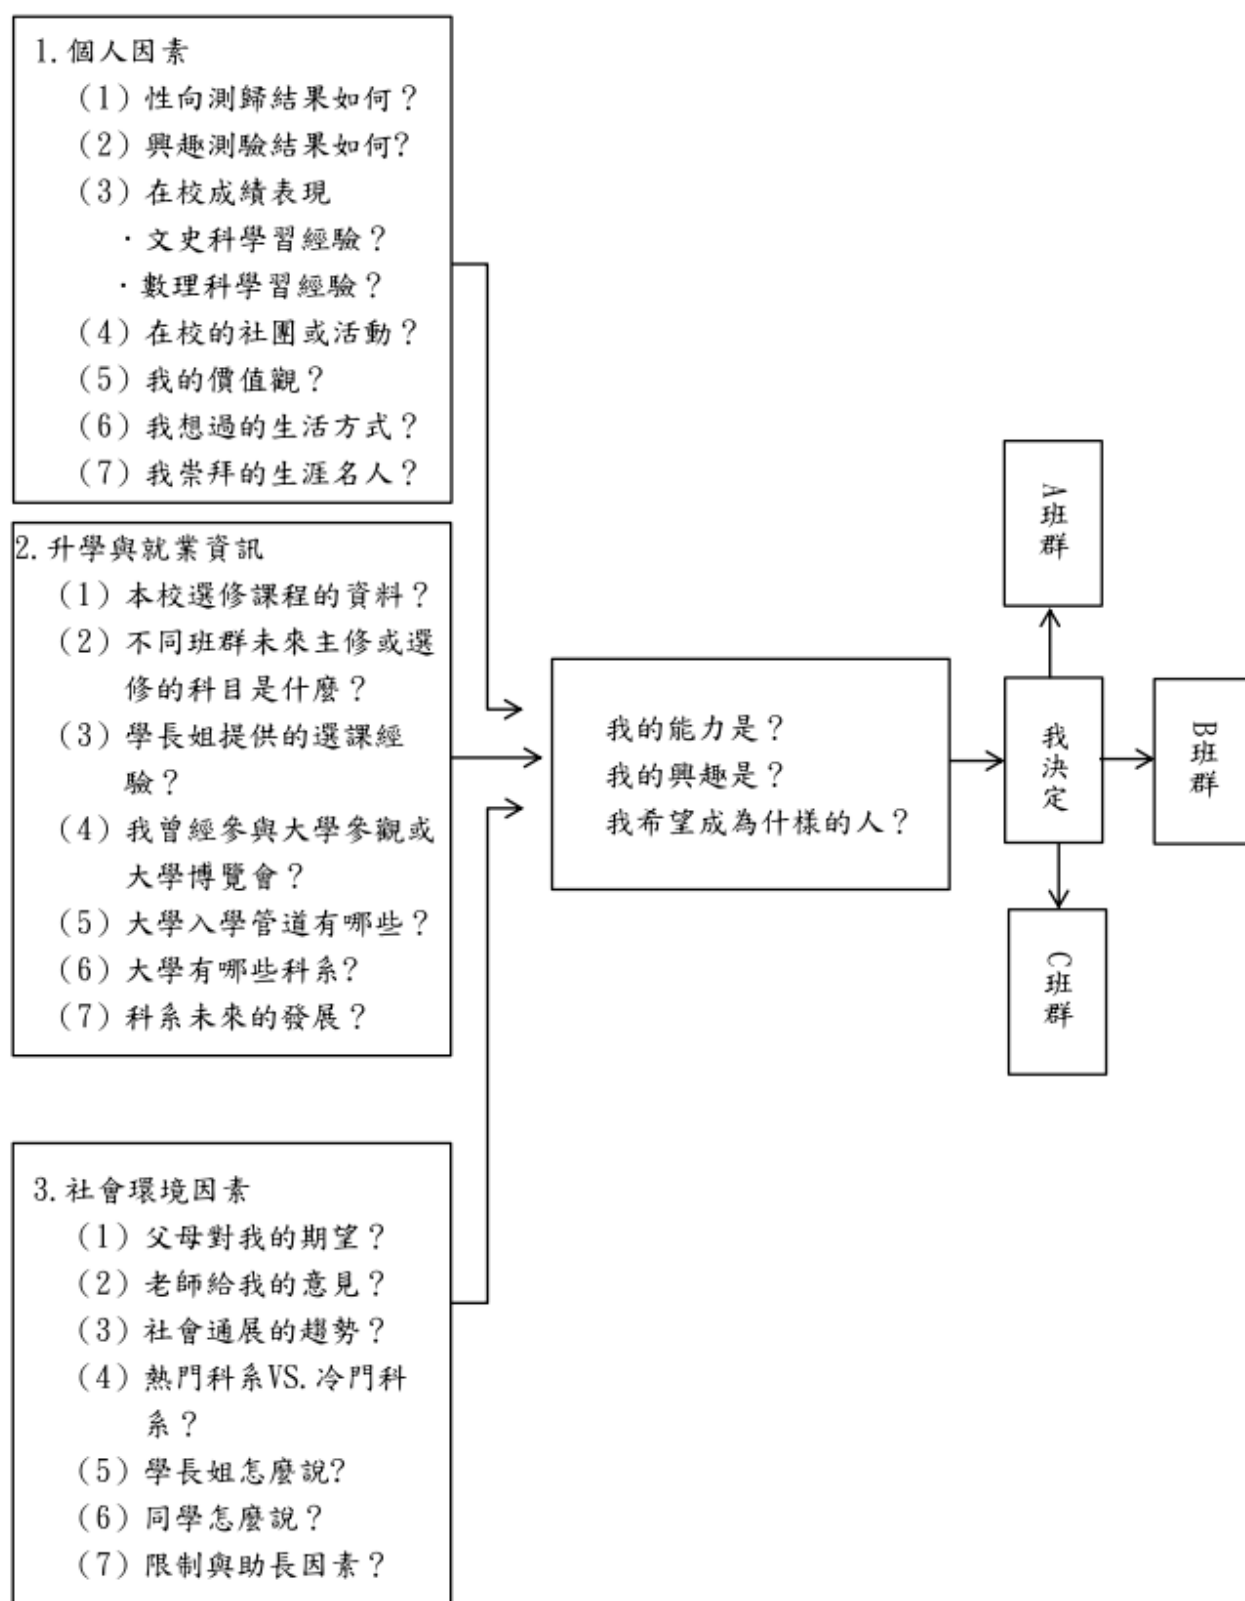 1.個人因素
(1)性向測歸結果如何？
(2)興趣測驗結果如何?
(3)在校成績表現
·文史科學習經驗？
·數理科學習經驗？
(4)在校的社團或活動？
(5)我的價值觀？
(6)我想過的生活方式？
(7)我崇拜的生涯名人？
2.升學與就業資訊
(1)本校選修課程的資料？
(2)不同班群未來主修或選
修的科目是什麼？
(3)學長姐提供的選課經
驗？
(4)我曾經參與大學參觀或
大學博覽會？
(5)大學入學管道有哪些？
(6)大學有哪些科系?
(7)科系未來的發展？
3.社會環境因素
(1)父母對我的期望？
(2)老師給我的意見？
(3)社會通展的趨勢？
(4)熱門科系VS.冷門科
系？
(5)學長姐怎麼說?
(6)同學怎麼說？
(7)限制與助長因素？
我的能力是？
我的興趣是？
我希望成為什樣的人？
我決定
A班群
B班群
C班群